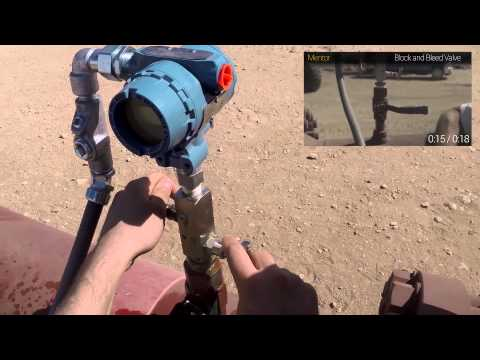 Mentor
Block and Bleed Valve
0:15 / 0:18